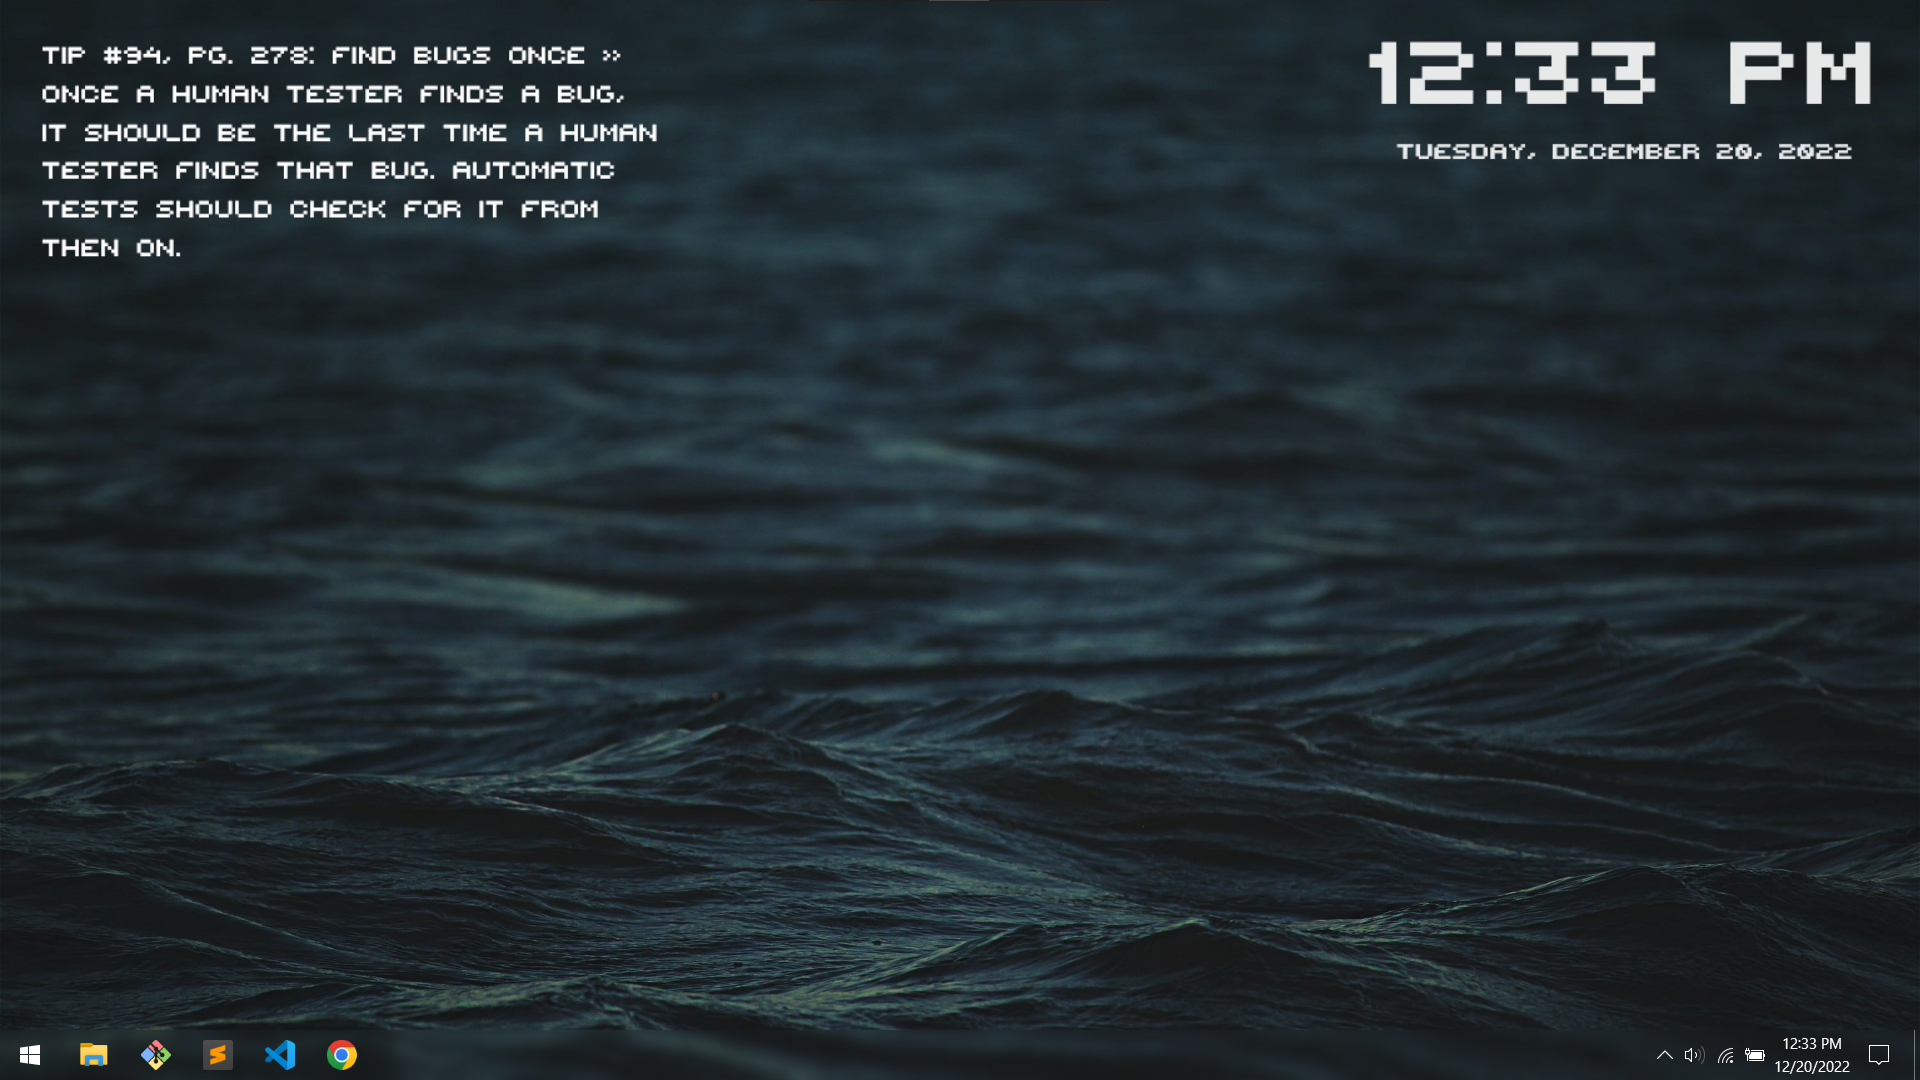 TIP #94, PG. 278: FIND BUGS ONCE »
ONCE A HUMAN TESTER FINDS A BUG,
IT SHOULD BE THE LAST TIME A HUMAN
TESTER FINDS THAT BUG. AUTOMATIC
TESTS SHOULD CHECK FOR IT FROM
THEN ON.
12:33 PM
TUESDAY, DECEMBER 20, 2022
12:33 PM
12/20/2022